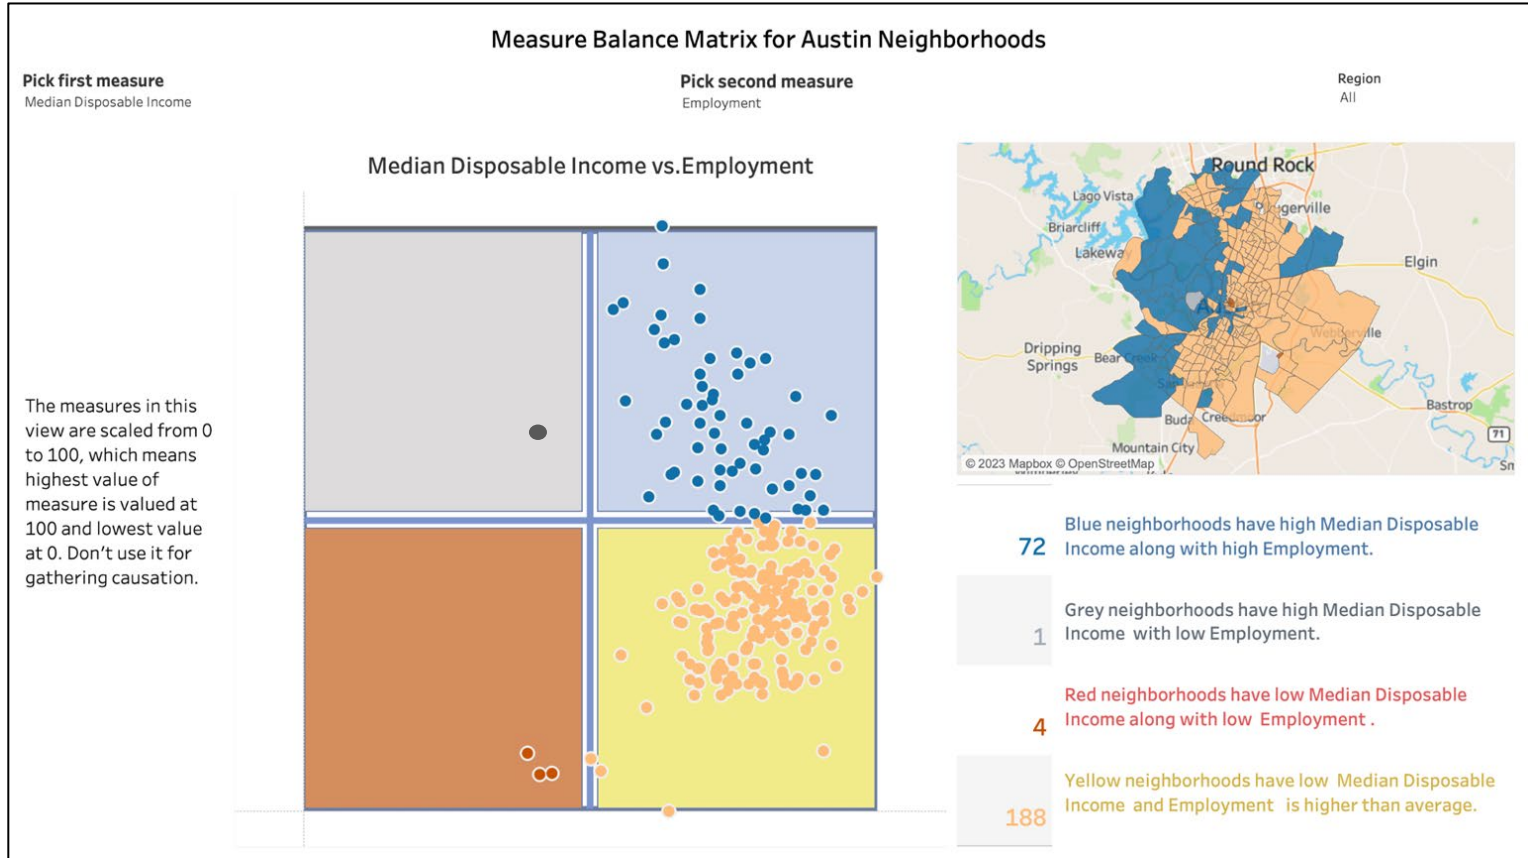 Measure Balance Matrix for Austin Neighborhoods
Pick first measure
Median Disposable Income
Pick second measure
Employment
Region
All
Median Disposable Income vs.Employment
The measures in this
view are scaled from 0
to 100, which means
highest value of
measure is valued at
100 and lowest value
at 0. Don't use it for
gathering causation.
Round Rock
Lago Vista
gerville
Briarcliff
Lakeway
Elgin
Webberville
Dripping
Springs
Bear Creek
Bastrop
Buda
Creedmoor
71
Mountain City
© 2023 Mapbox © OpenStreetMap
Sn
72
Blue neighborhoods have high Median Disposable
Income along with high Employment.
1
Grey neighborhoods have high Median Disposable
Income with low Employment.
4
Red neighborhoods have low Median Disposable
Income along with low Employment .
188
Yellow neighborhoods have low Median Disposable
Income and Employment is higher than average.